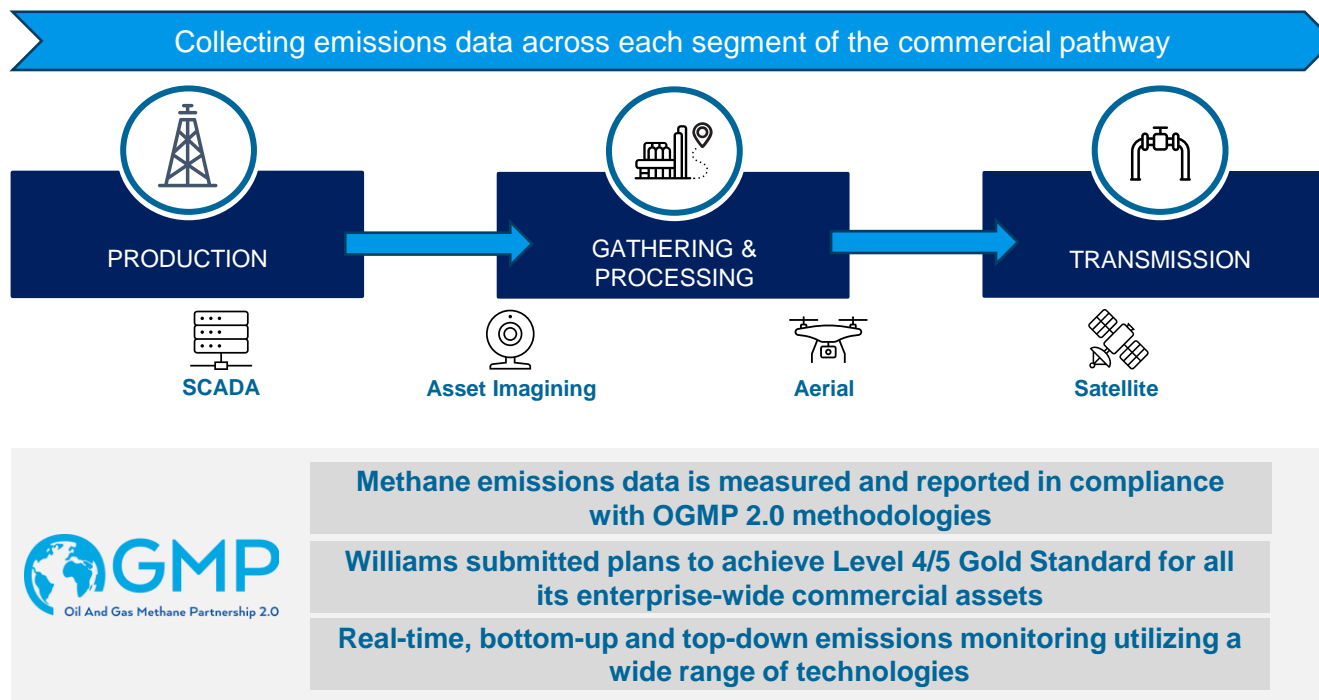 Collecting emissions data across each segment of the commercial pathway
PRODUCTION
GATHERING &
PROCESSING
TRANSMISSION
SCADA
Asset Imagining
Aerial
Satellite
OGMP
Oil And Gas Methane Partnership 2.0
Methane emissions data is measured and reported in compliance
with OGMP 2.0 methodologies
Williams submitted plans to achieve Level 4/5 Gold Standard for all
its enterprise-wide commercial assets
Real-time, bottom-up and top-down emissions monitoring utilizing a
wide range of technologies